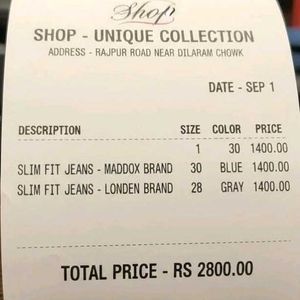 Shop
SHOP - UNIQUE COLLECTION
ADDRESS - RAJPUR ROAD NEAR DILARAM CHOWK
DATE - SEP 1
DESCRIPTION SIZE COLOR PRICE
1 30 1400.00
SLIM FIT JEANS - MADDOX BRAND 30 BLUE 1400.00
SLIM FIT JEANS - LONDEN BRAND 28 GRAY 1400.00
TOTAL PRICE - RS 2800.00